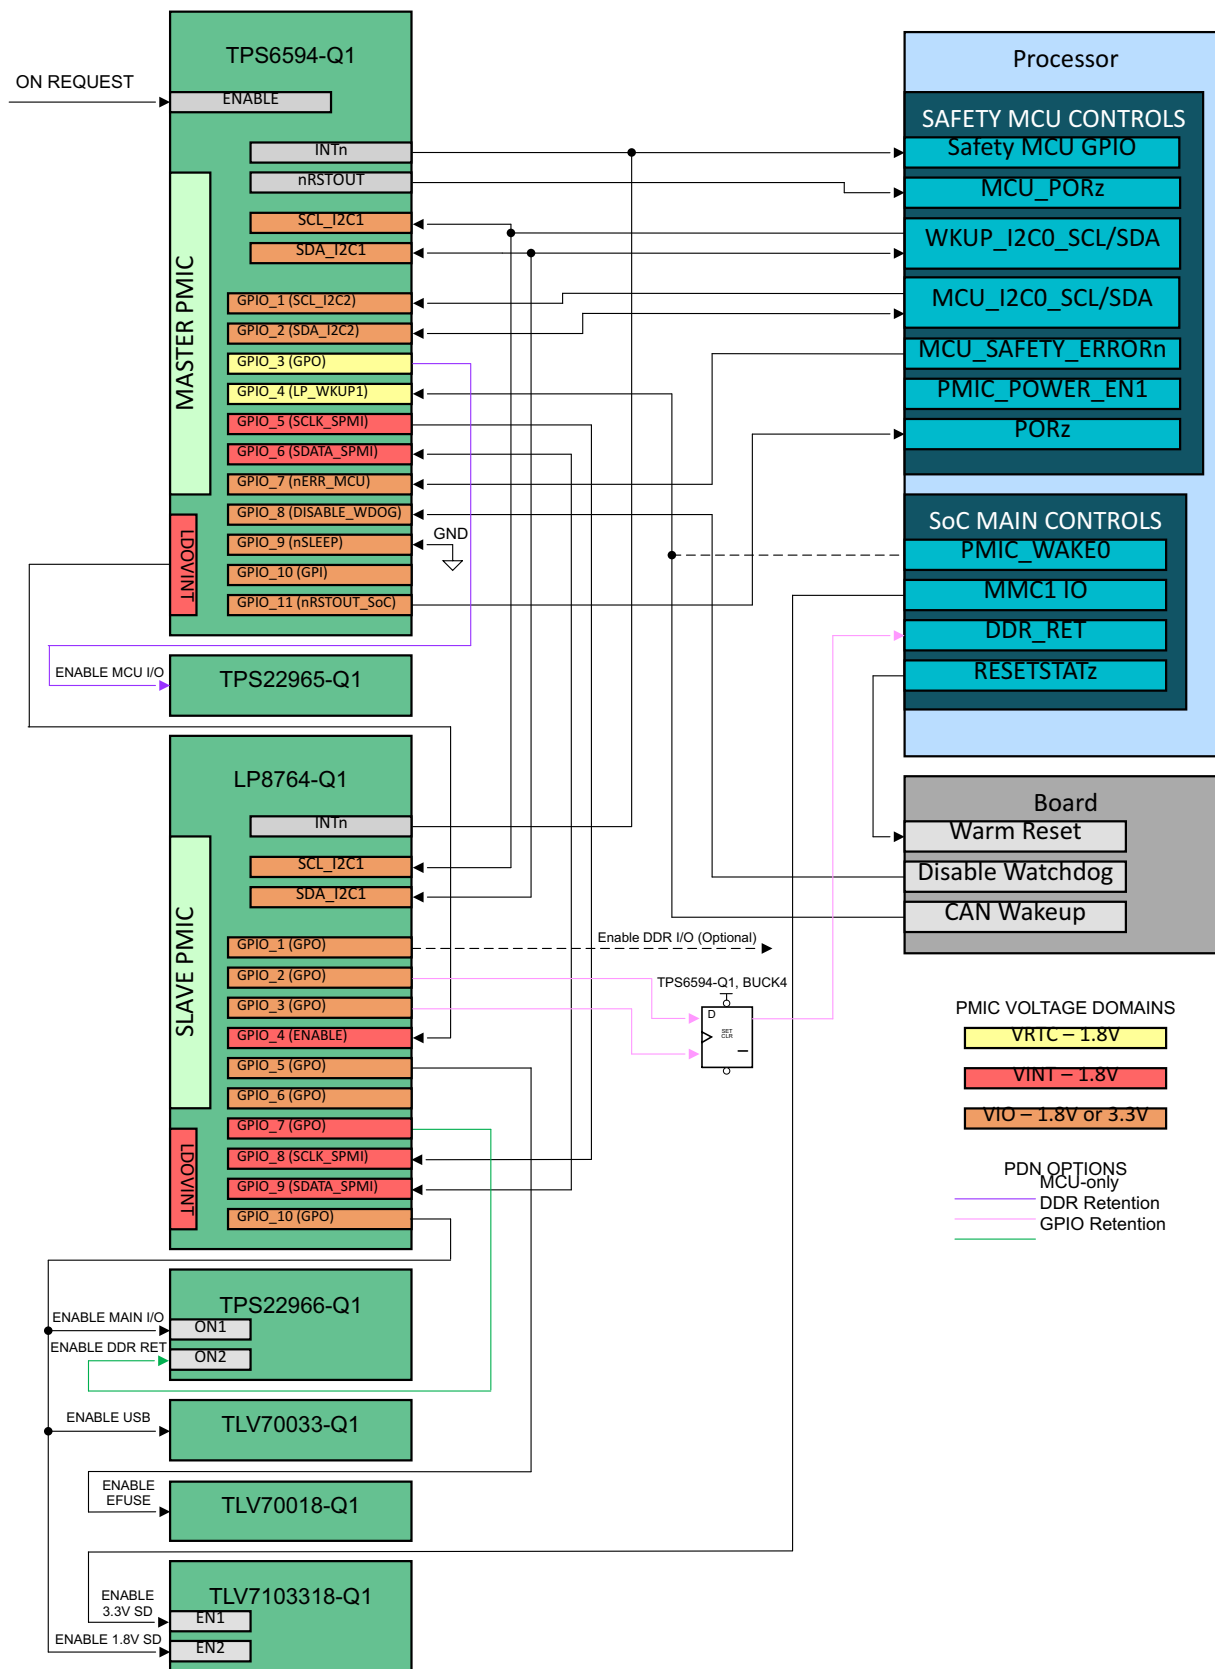 TPS6594-Q1
ON REQUEST
ENABLE
INTn
nRSTOUT
SCL_I2C1
SDA_I2C1
MASTER PMIC
GPIO_1 (SCL_I2C2)
GPIO_2 (SDA_I2C2)
GPIO_3 (GPO)
GPIO_4 (LP_WKUP1)
GPIO_5 (SCLK_SPMI)
GPIO_6 (SDATA_SPMI)
GPIO_7 (nERR_MCU)
GPIO_8 (DISABLE_WDOG)
GPIO_9 (nSLEEP)
GPIO_10 (GPI)
GPIO_11 (nRSTOUT_SoC)
LDOVINT
GND
Processor
SAFETY MCU CONTROLS
Safety MCU GPIO
MCU_PORz
WKUP_I2C0_SCL/SDA
MCU_I2C0_SCL/SDA
MCU_SAFETY_ERRORn
PMIC_POWER_EN1
PORz
SoC MAIN CONTROLS
PMIC_WAKE0
MMC1 IO
DDR_RET
RESETSTATz
ENABLE MCU I/O
TPS22965-Q1
LP8764-Q1
INTn
SCL_I2C1
SDA_I2C1
SLAVE PMIC
GPIO_1 (GPO)
GPIO_2 (GPO)
GPIO_3 (GPO)
GPIO_4 (ENABLE)
GPIO_5 (GPO)
GPIO_6 (GPO)
GPIO_7 (GPO)
GPIO_8 (SCLK_SPMI)
GPIO_9 (SDATA_SPMI)
GPIO_10 (GPO)
LDOVINT
Board
Warm Reset
Disable Watchdog
CAN Wakeup
Enable DDR I/O (Optional)
TPS6594-Q1, BUCK4
D
SET
CLR
PMIC VOLTAGE DOMAINS
VRTC – 1.8V
VINT – 1.8V
VIO – 1.8V or 3.3V
PDN OPTIONS
MCU-only
DDR Retention
GPIO Retention
TPS22966-Q1
ENABLE MAIN I/O
ON1
ENABLE DDR RET
ON2
ENABLE USB
TLV70033-Q1
ENABLE
EFUSE
TLV70018-Q1
TLV7103318-Q1
ENABLE
3.3V SD
EN1
ENABLE 1.8V SD
EN2